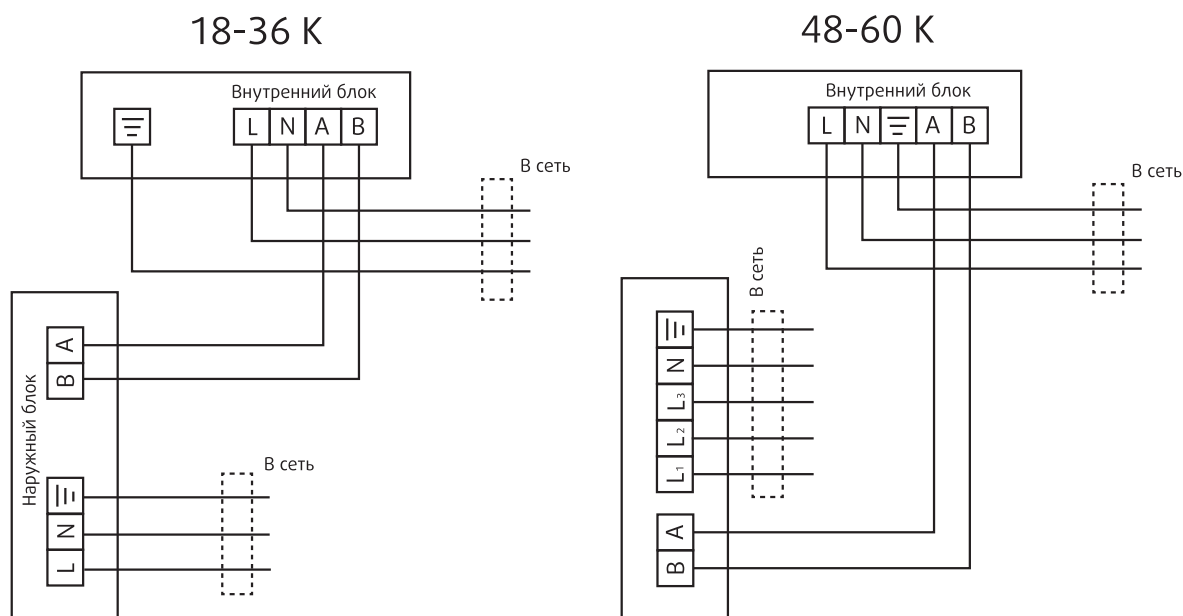 18-36 K
Внутренний блок
L N A B
В сеть
Наружный блок
A
B
В сеть
N
L
48-60 K
Внутренний блок
L N A B
В сеть
В сеть
N
L3
L2
L1
A
B